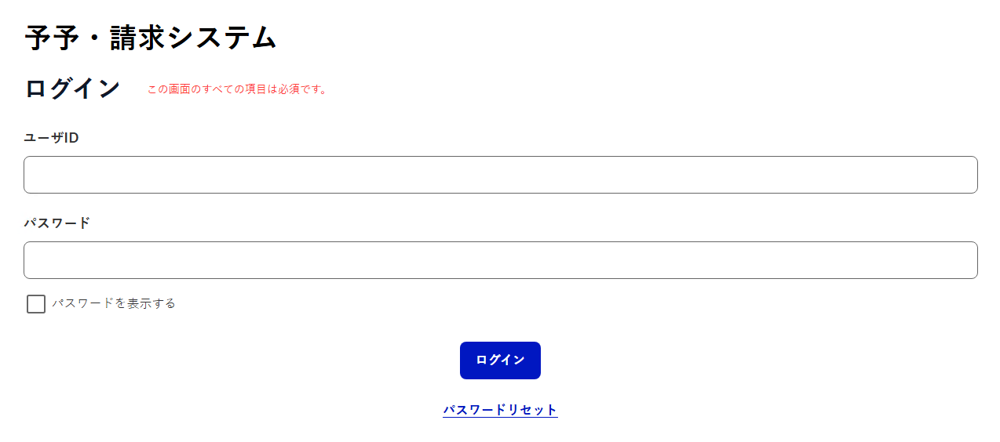 予予・請求システム
ログイン
この画面のすべての項目は必須です。
ユーザID
パスワード
パスワードを表示する
ログイン
パスワードリセット